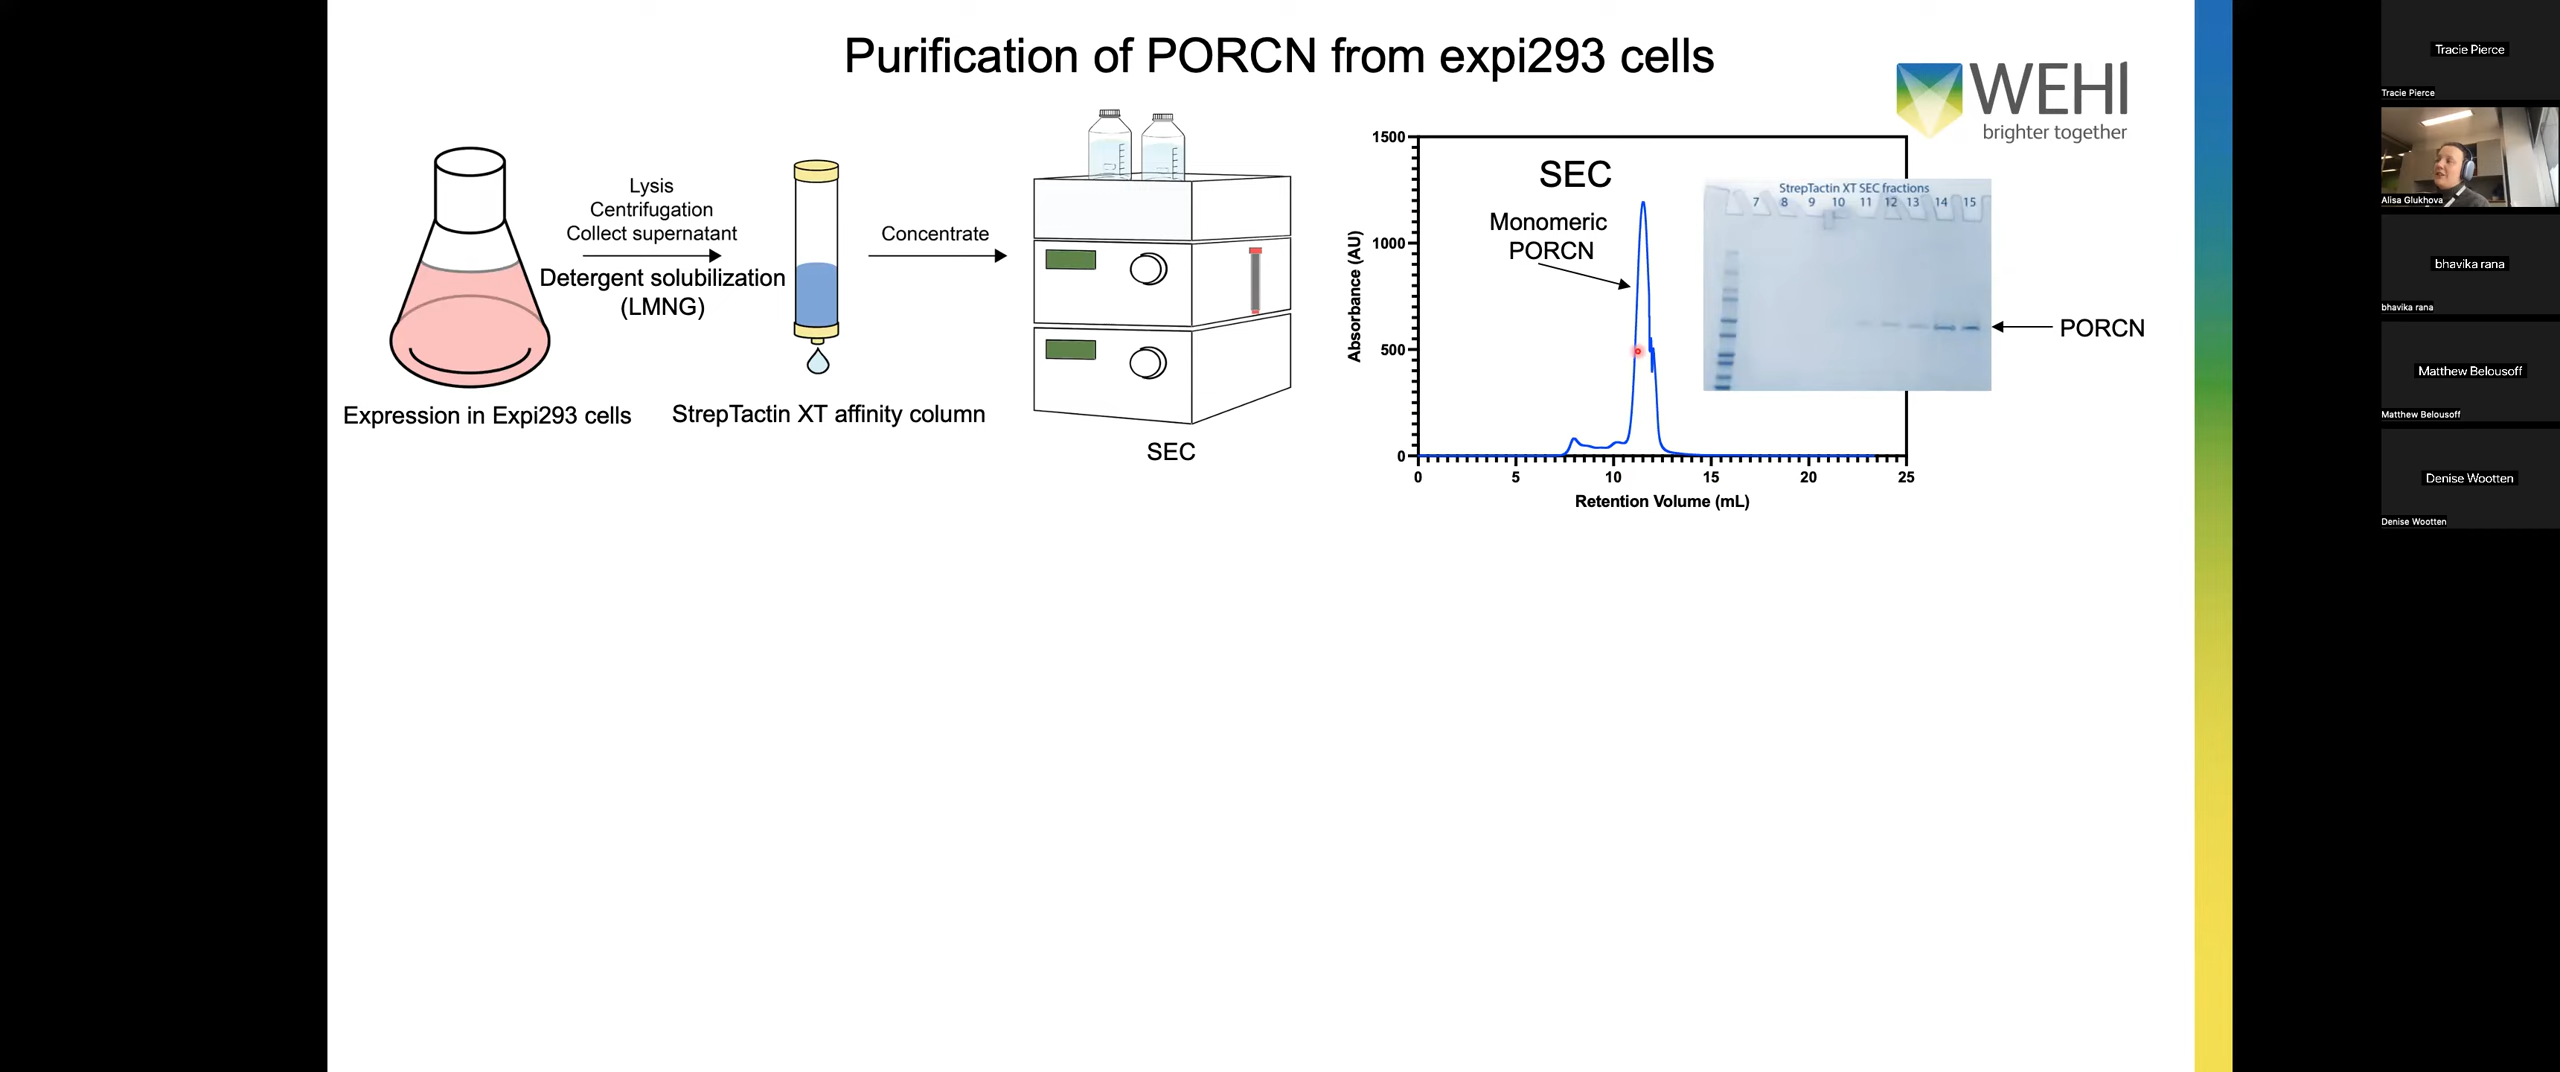 Purification of PORCN from expi293 cells
WEHI
brighter together
Lysis
Centrifugation
Collect supernatant
Detergent solubilization
(LMNG)
Concentrate
Expression in Expi293 cells
StrepTactin XT affinity column
SEC
1500
1000
500
0
Absorbance (AU)
SEC
Monomeric
PORCN
0 5 10 15 20 25
Retention Volume (mL)
StrepTactin XT SEC fractions
7 8 9 10 11 12 13 14 15
PORCN
Tracie Pierce
Tracie Pierce
Alisa Glukhova
bhavika rana
bhavika rana
Matthew Belousoff
Matthew Belousoff
Denise Wootten
Denise Wootten